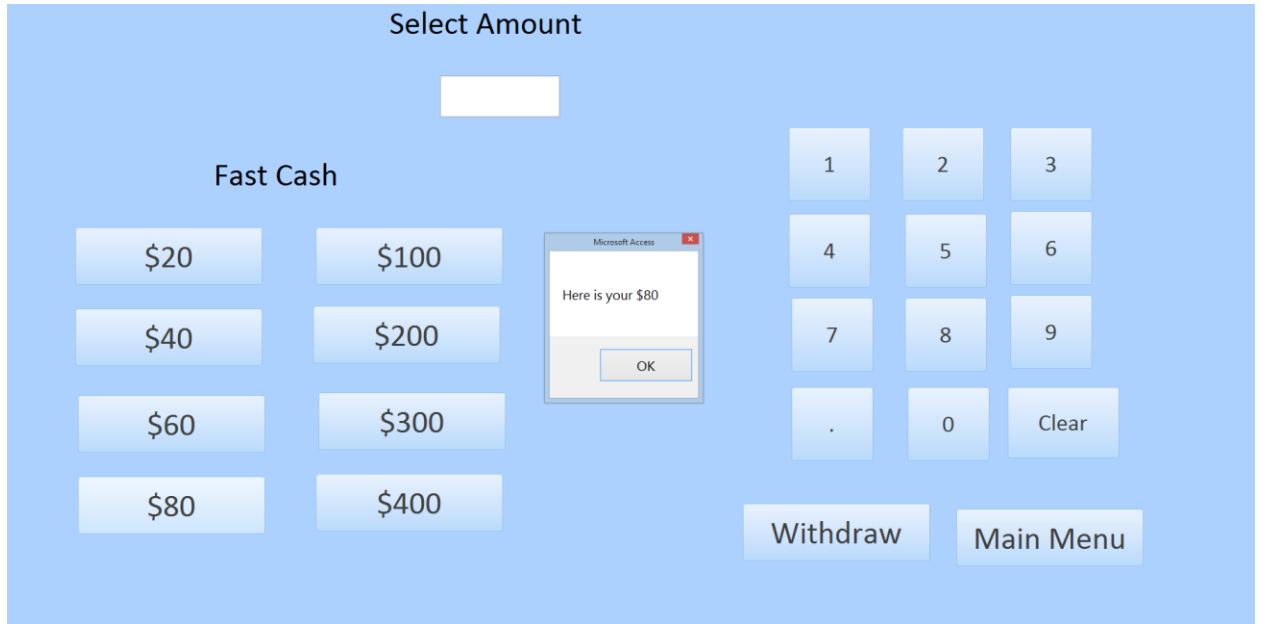 Select Amount
Fast Cash
$20
$100
$40
$200
$60
$300
$80
$400
Microsoft Access
Here is your $80
OK
1
2
3
4
5
6
7
8
9
.
0
Clear
Withdraw
Main Menu